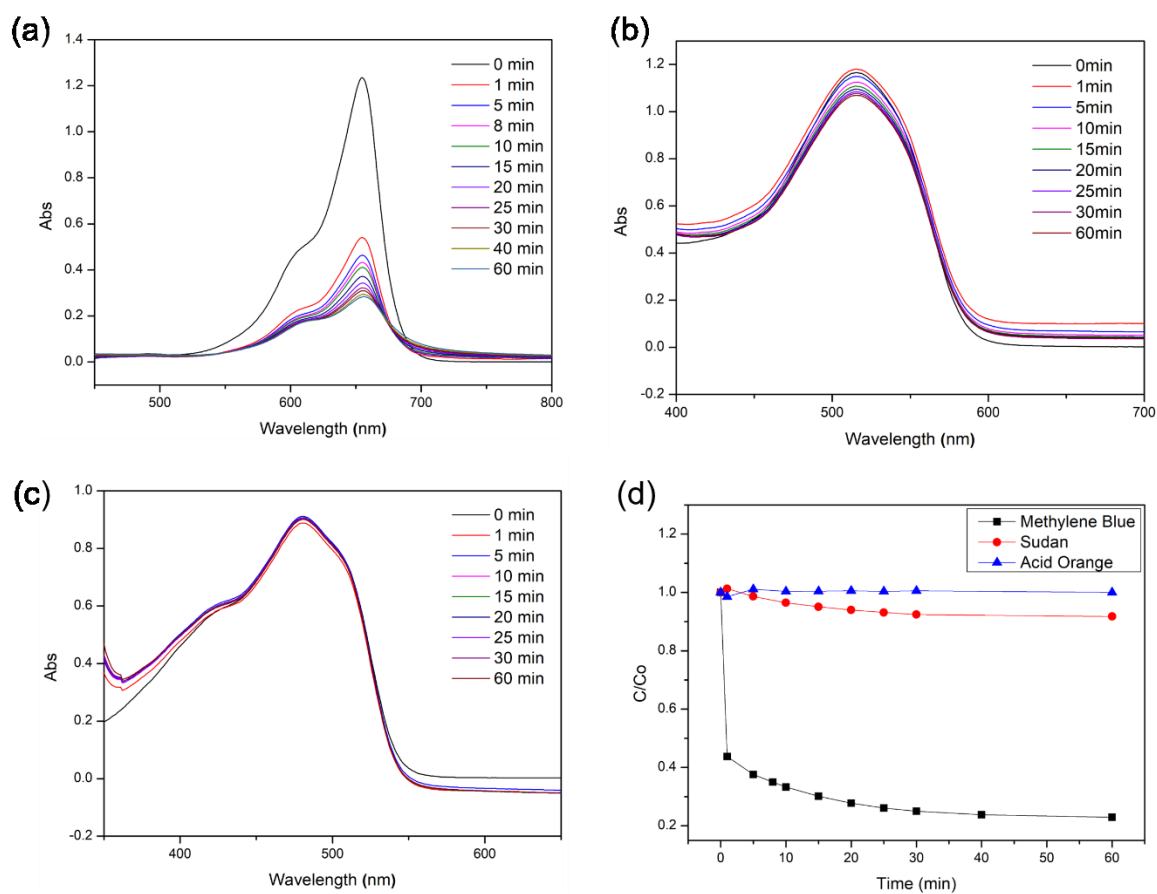 (a)
1.4
1.2
1.0
0.8
0.6
0.4
0.2
0.0
Abs
500
600
700
800
Wavelength (nm)
0 min
1 min
5 min
8 min
10 min
15 min
20 min
25 min
30 min
40 min
60 min
(b)
1.2
1.0
0.8
0.6
0.4
0.2
0.0
-0.2
Abs
400
500
600
700
Wavelength (nm)
0min
1min
5min
10min
15min
20min
25min
30min
60min
(c)
1.0
0.8
0.6
0.4
0.2
0.0
-0.2
Abs
400
500
600
Wavelength (nm)
0 min
1 min
5 min
10 min
15 min
20 min
25 min
30 min
60 min
(d)
1.2
1.0
0.8
0.6
0.4
0.2
C/Co
0
10
20
30
40
50
60
Time (min)
Methylene Blue
Sudan
Acid Orange